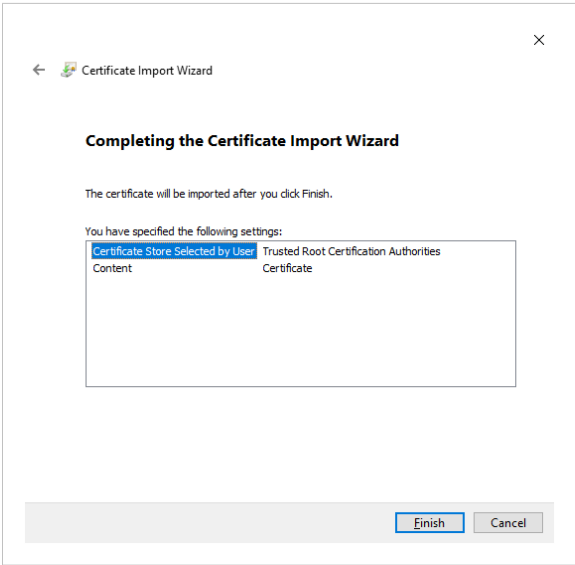 Certificate Import Wizard
Completing the Certificate Import Wizard
The certificate will be imported after you click Finish.
You have specified the following settings:
Certificate Store Selected by User Trusted Root Certification Authorities
Content Certificate
Finish Cancel